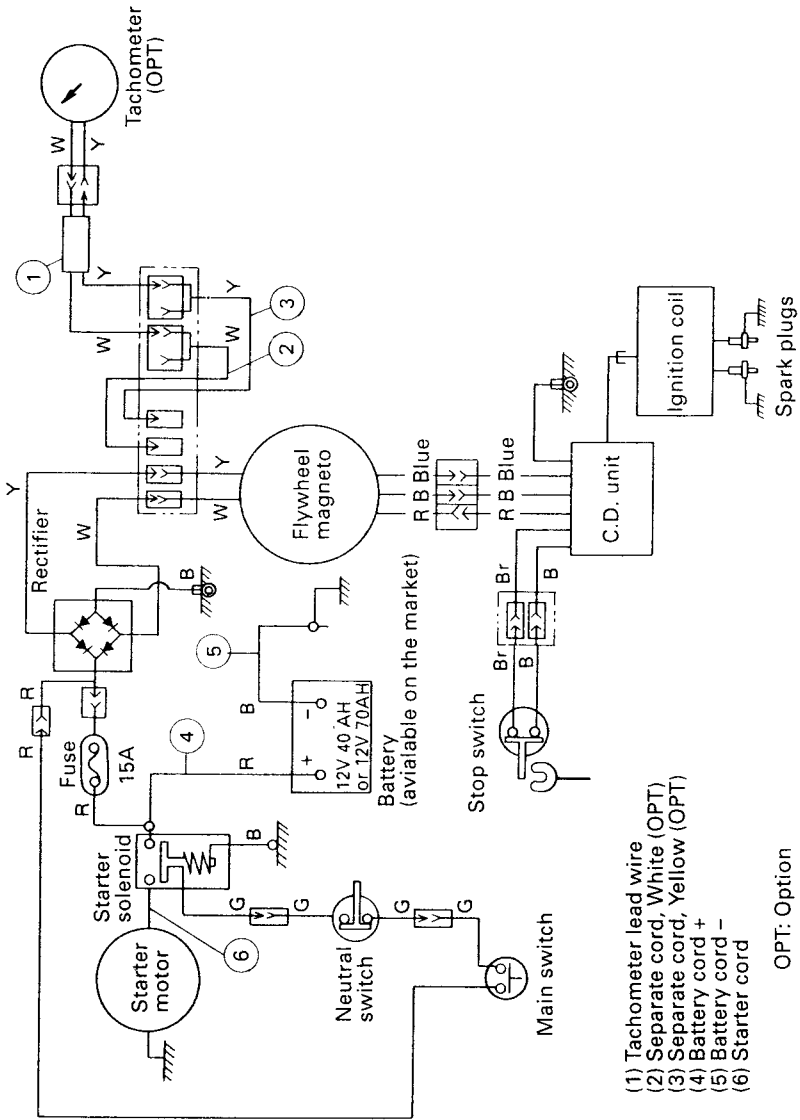 Starter
motor
6
Starter
solenoid
R
Fuse
15A
R
R
Rectifier
Y
W
B
Y
W
1
W
Y
Tachometer
(OPT)
4
R
B
5
B
+
-
12V 40 AH
or 12V 70AH
Battery
(avialable on the market)
W
Y
2
W
3
Y
Flywheel
magneto
G
G
Neutral
switch
G
G
Main switch
R
B
Blue
R
B
Blue
Stop switch
Br
B
Br
B
C.D. unit
Ignition coil
Spark plugs
(1) Tachometer lead wire
(2) Separate cord, White (OPT)
(3) Separate cord, Yellow (OPT)
(4) Battery cord +
(5) Battery cord −
(6) Starter cord
OPT: Option